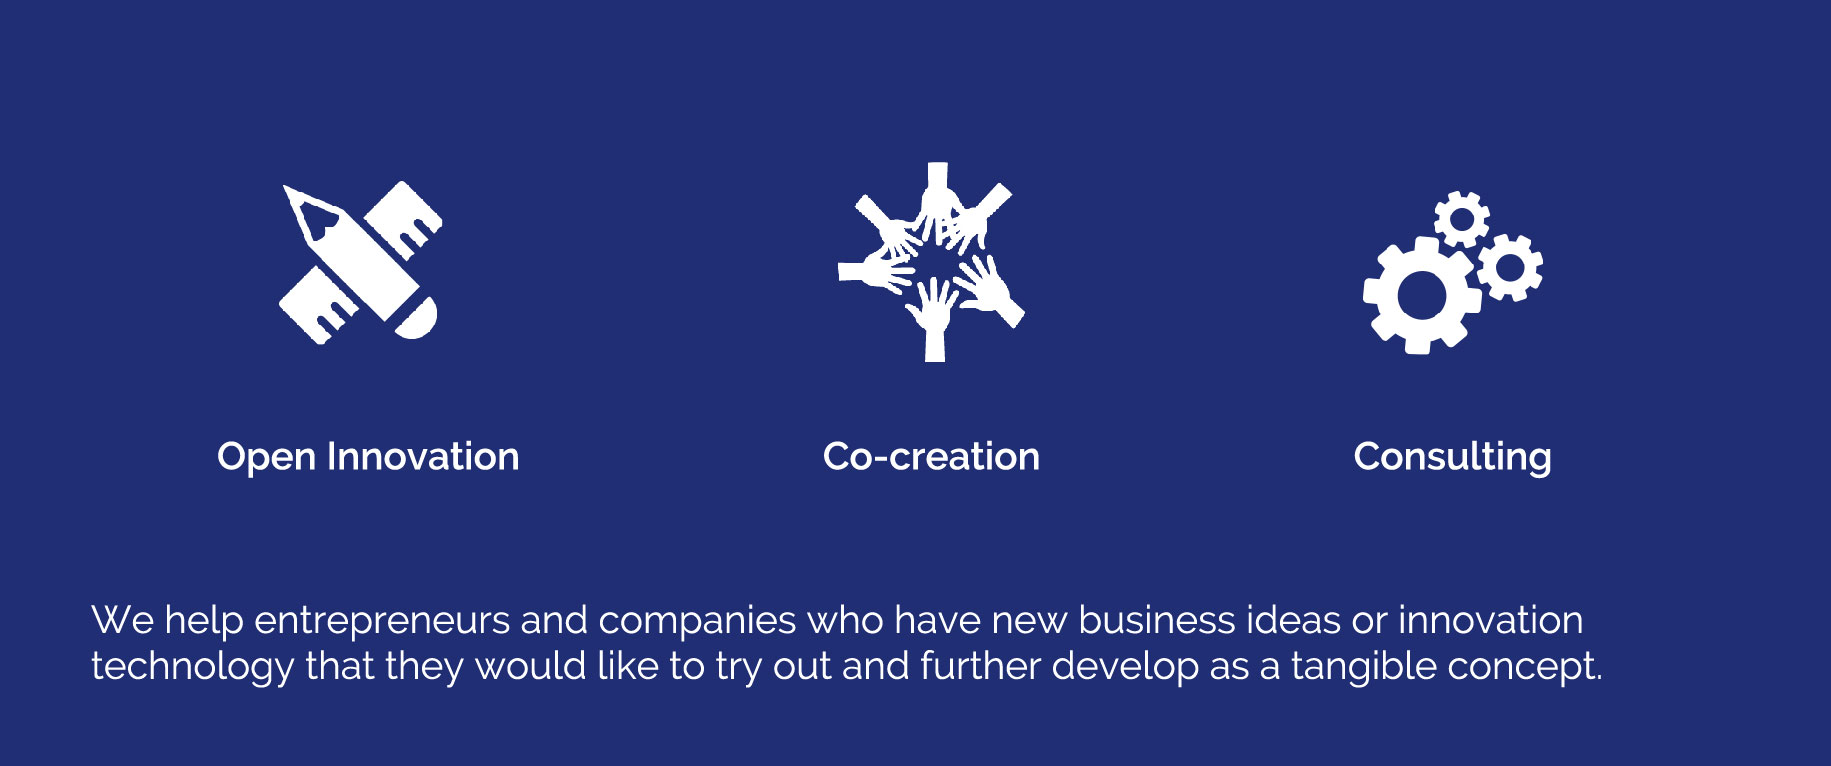 Open Innovation
Co-creation
Consulting
We help entrepreneurs and companies who have new business ideas or innovation
technology that they would like to try out and further develop as a tangible concept.